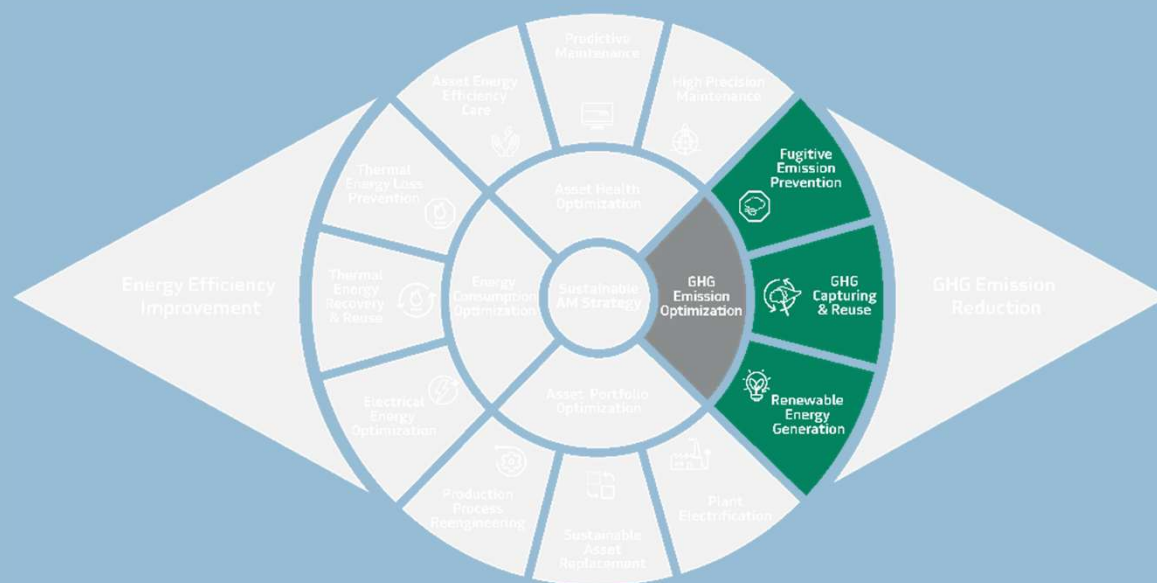 Predictive
Maintenance
Asset Energy
Efficiency
Care
High Precision
Maintenance
Thermal
Energy Loss
Prevention
Fugitive
Emission
Prevention
Asset Health
Optimization
Energy Efficiency
Improvement
Thermal
Energy
Recovery
& Reuse
Energy
Consumption
Optimization
Sustainable
AM Strategy
GHG
Emission
Optimization
GHG
Capturing
& Reuse
GHG Emission
Reduction
Electrical
Energy
Optimization
Asset Portfolio
Optimization
Renewable
Energy
Generation
Production
Process
Reengineering
Sustainable
Asset
Replacement
Plant
Electrification